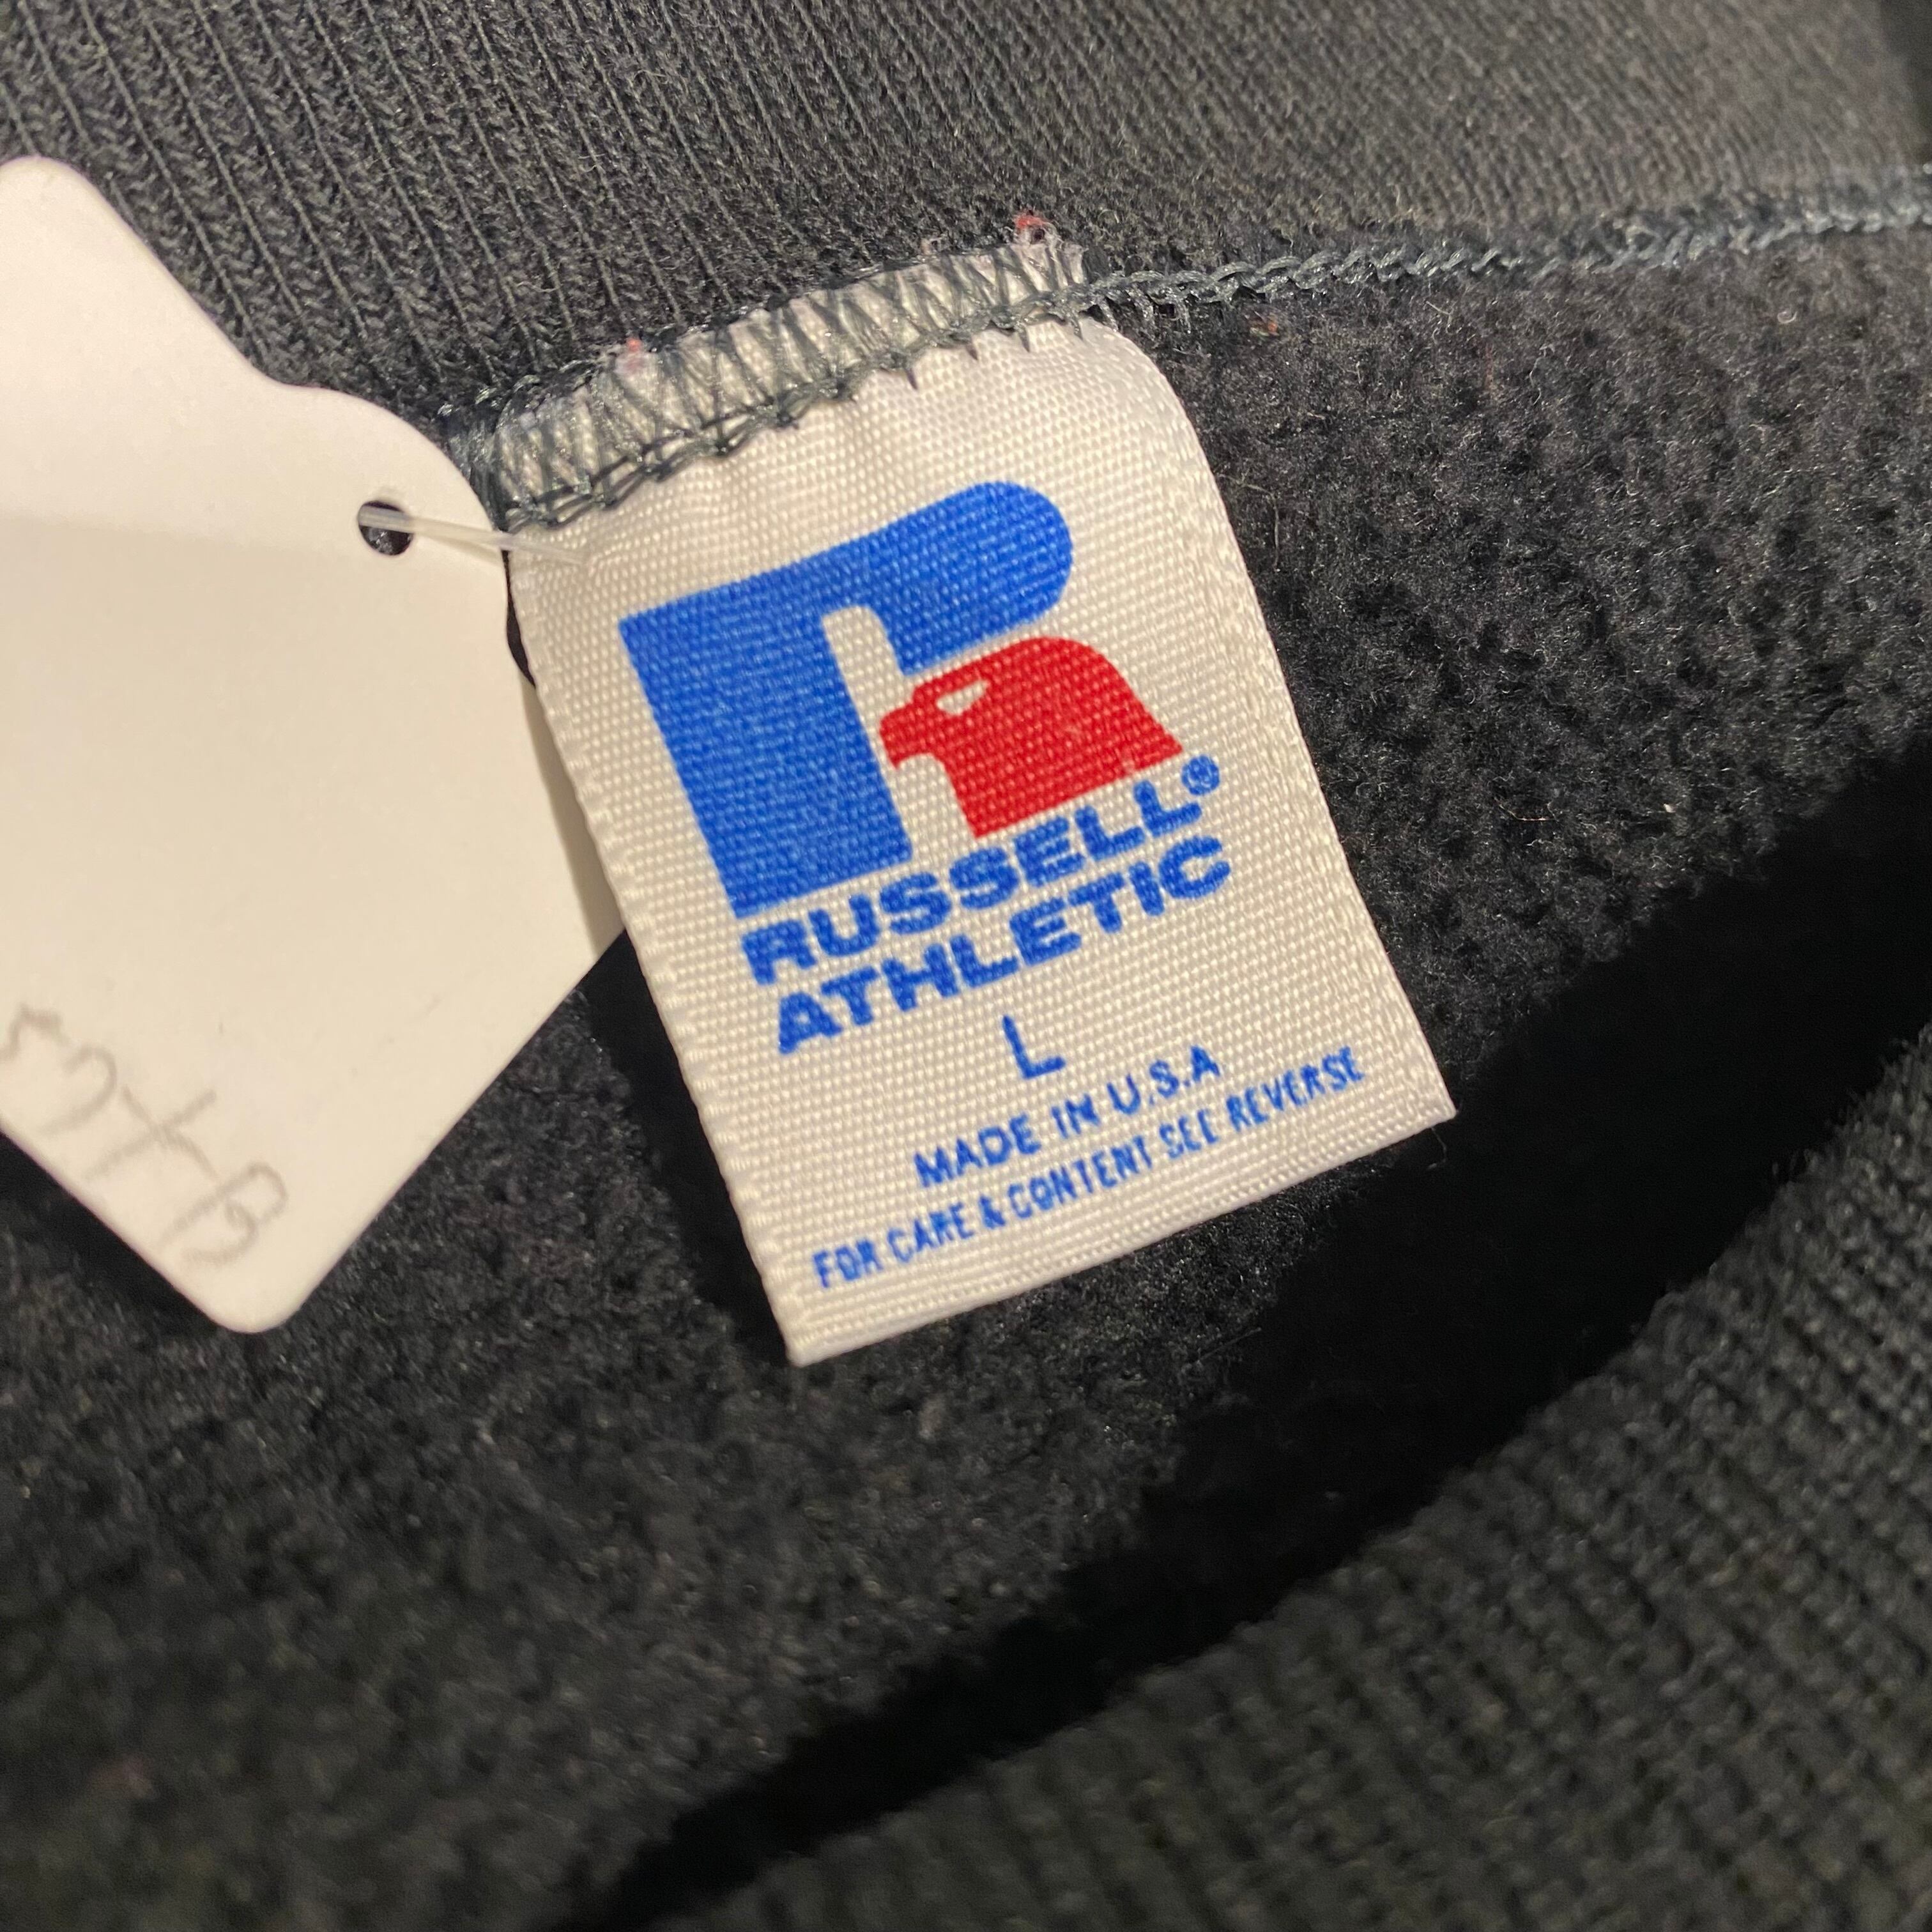 RUSSELL®
ATHLETIC
L
MADE IN U.S.A
FOR CARE & CONTENT SEE REVERSE